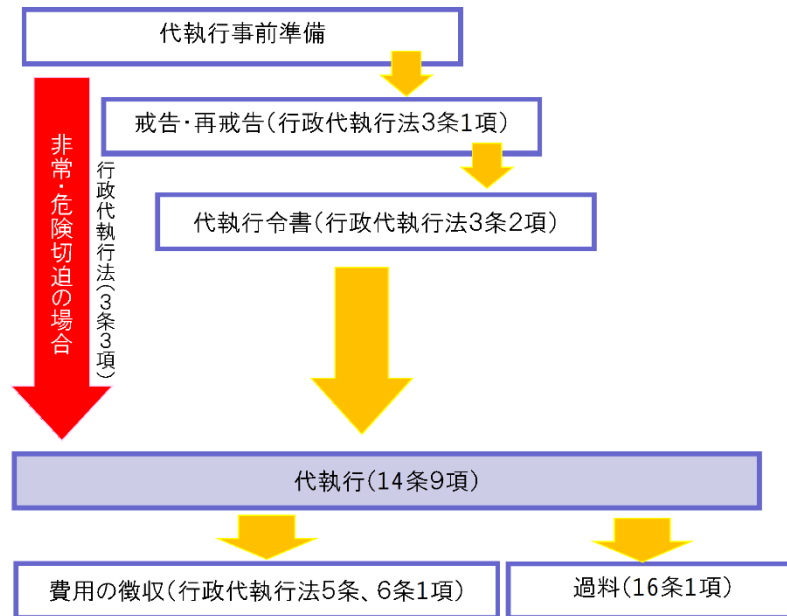 代執行事前準備
戒告・再戒告(行政代執行法3条1項)
代執行令書(行政代執行法3条2項)
非常・危険切迫の場合
行政代執行法(3条3項)
代執行(14条9項)
費用の徴収(行政代執行法5条、6条1項)
過料(16条1項)